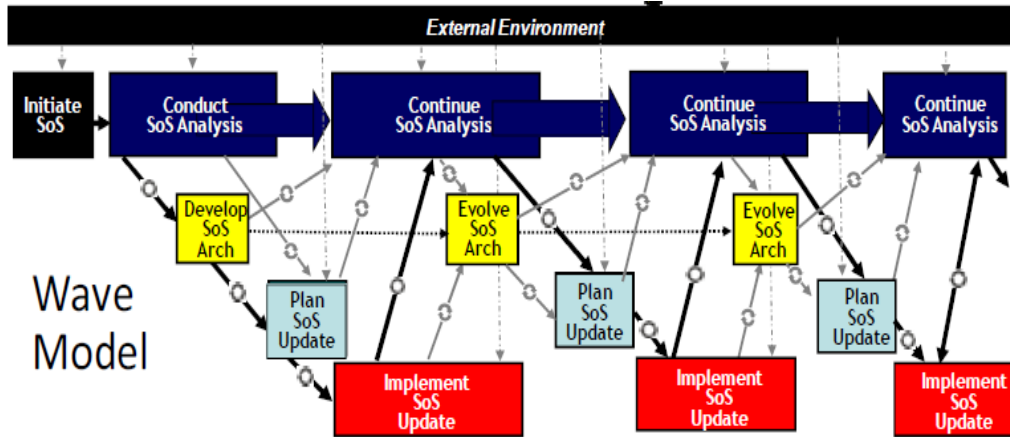 External Environment
Initiate
SoS
Conduct
SoS Analysis
Continue
SoS Analysis
Continue
SoS Analysis
Continue
SoS Analysis
Develop
SoS
Arch
Evolve
SoS
Arch
Evolve
SoS
Arch
Plan
SoS
Update
Plan
SoS
Update
Plan
SoS
Update
Wave
Model
Implement
SoS
Update
Implement
SoS
Update
Implement
SoS
Update